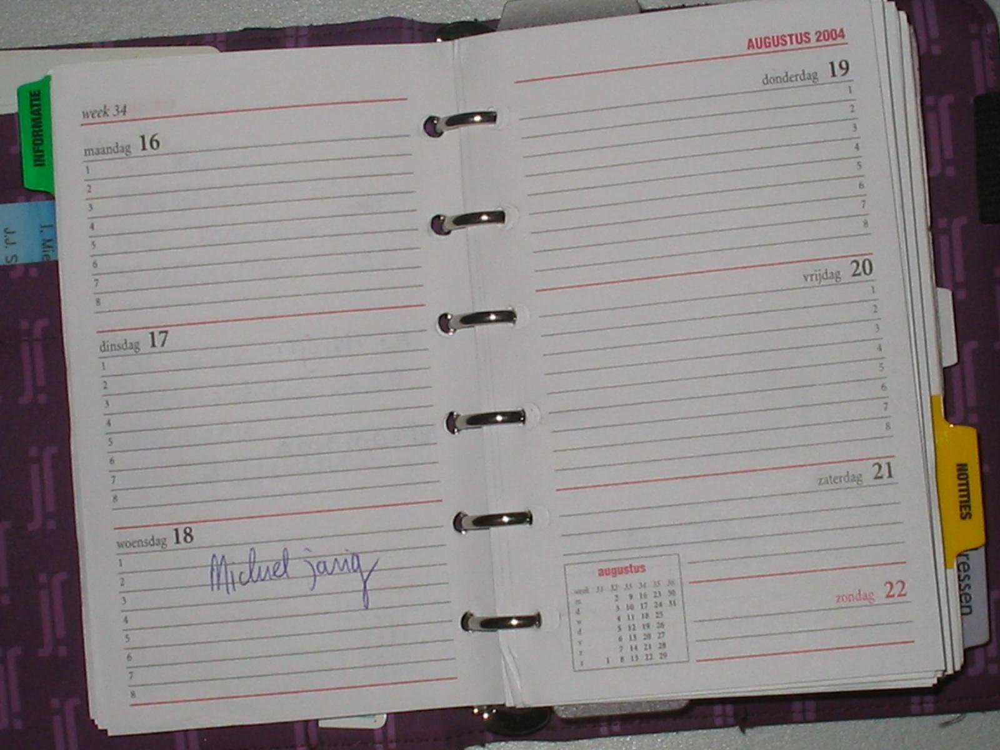 INFORMATIE
J. Mie
J.J. S
week 34
maandag 16
1
2
3
4
5
6
7
8
dinsdag 17
1
2
3
4
5
6
7
8
woensdag 18
1
Michael jarig
2
3
4
5
6
7
8
AUGUSTUS 2004
donderdag 19
1
2
3
4
5
6
7
8
vrijdag 20
1
2
3
4
5
6
7
8
zaterdag 21
augustus
week 31 32 33 34 35 36
m 2 9 16 23 30
d 3 10 17 24 31
w 4 11 18 25
d 5 12 19 26
v 6 13 20 27
z 7 14 21 28
z 1 8 15 22 29
zondag 22
NOTITIES
ressen